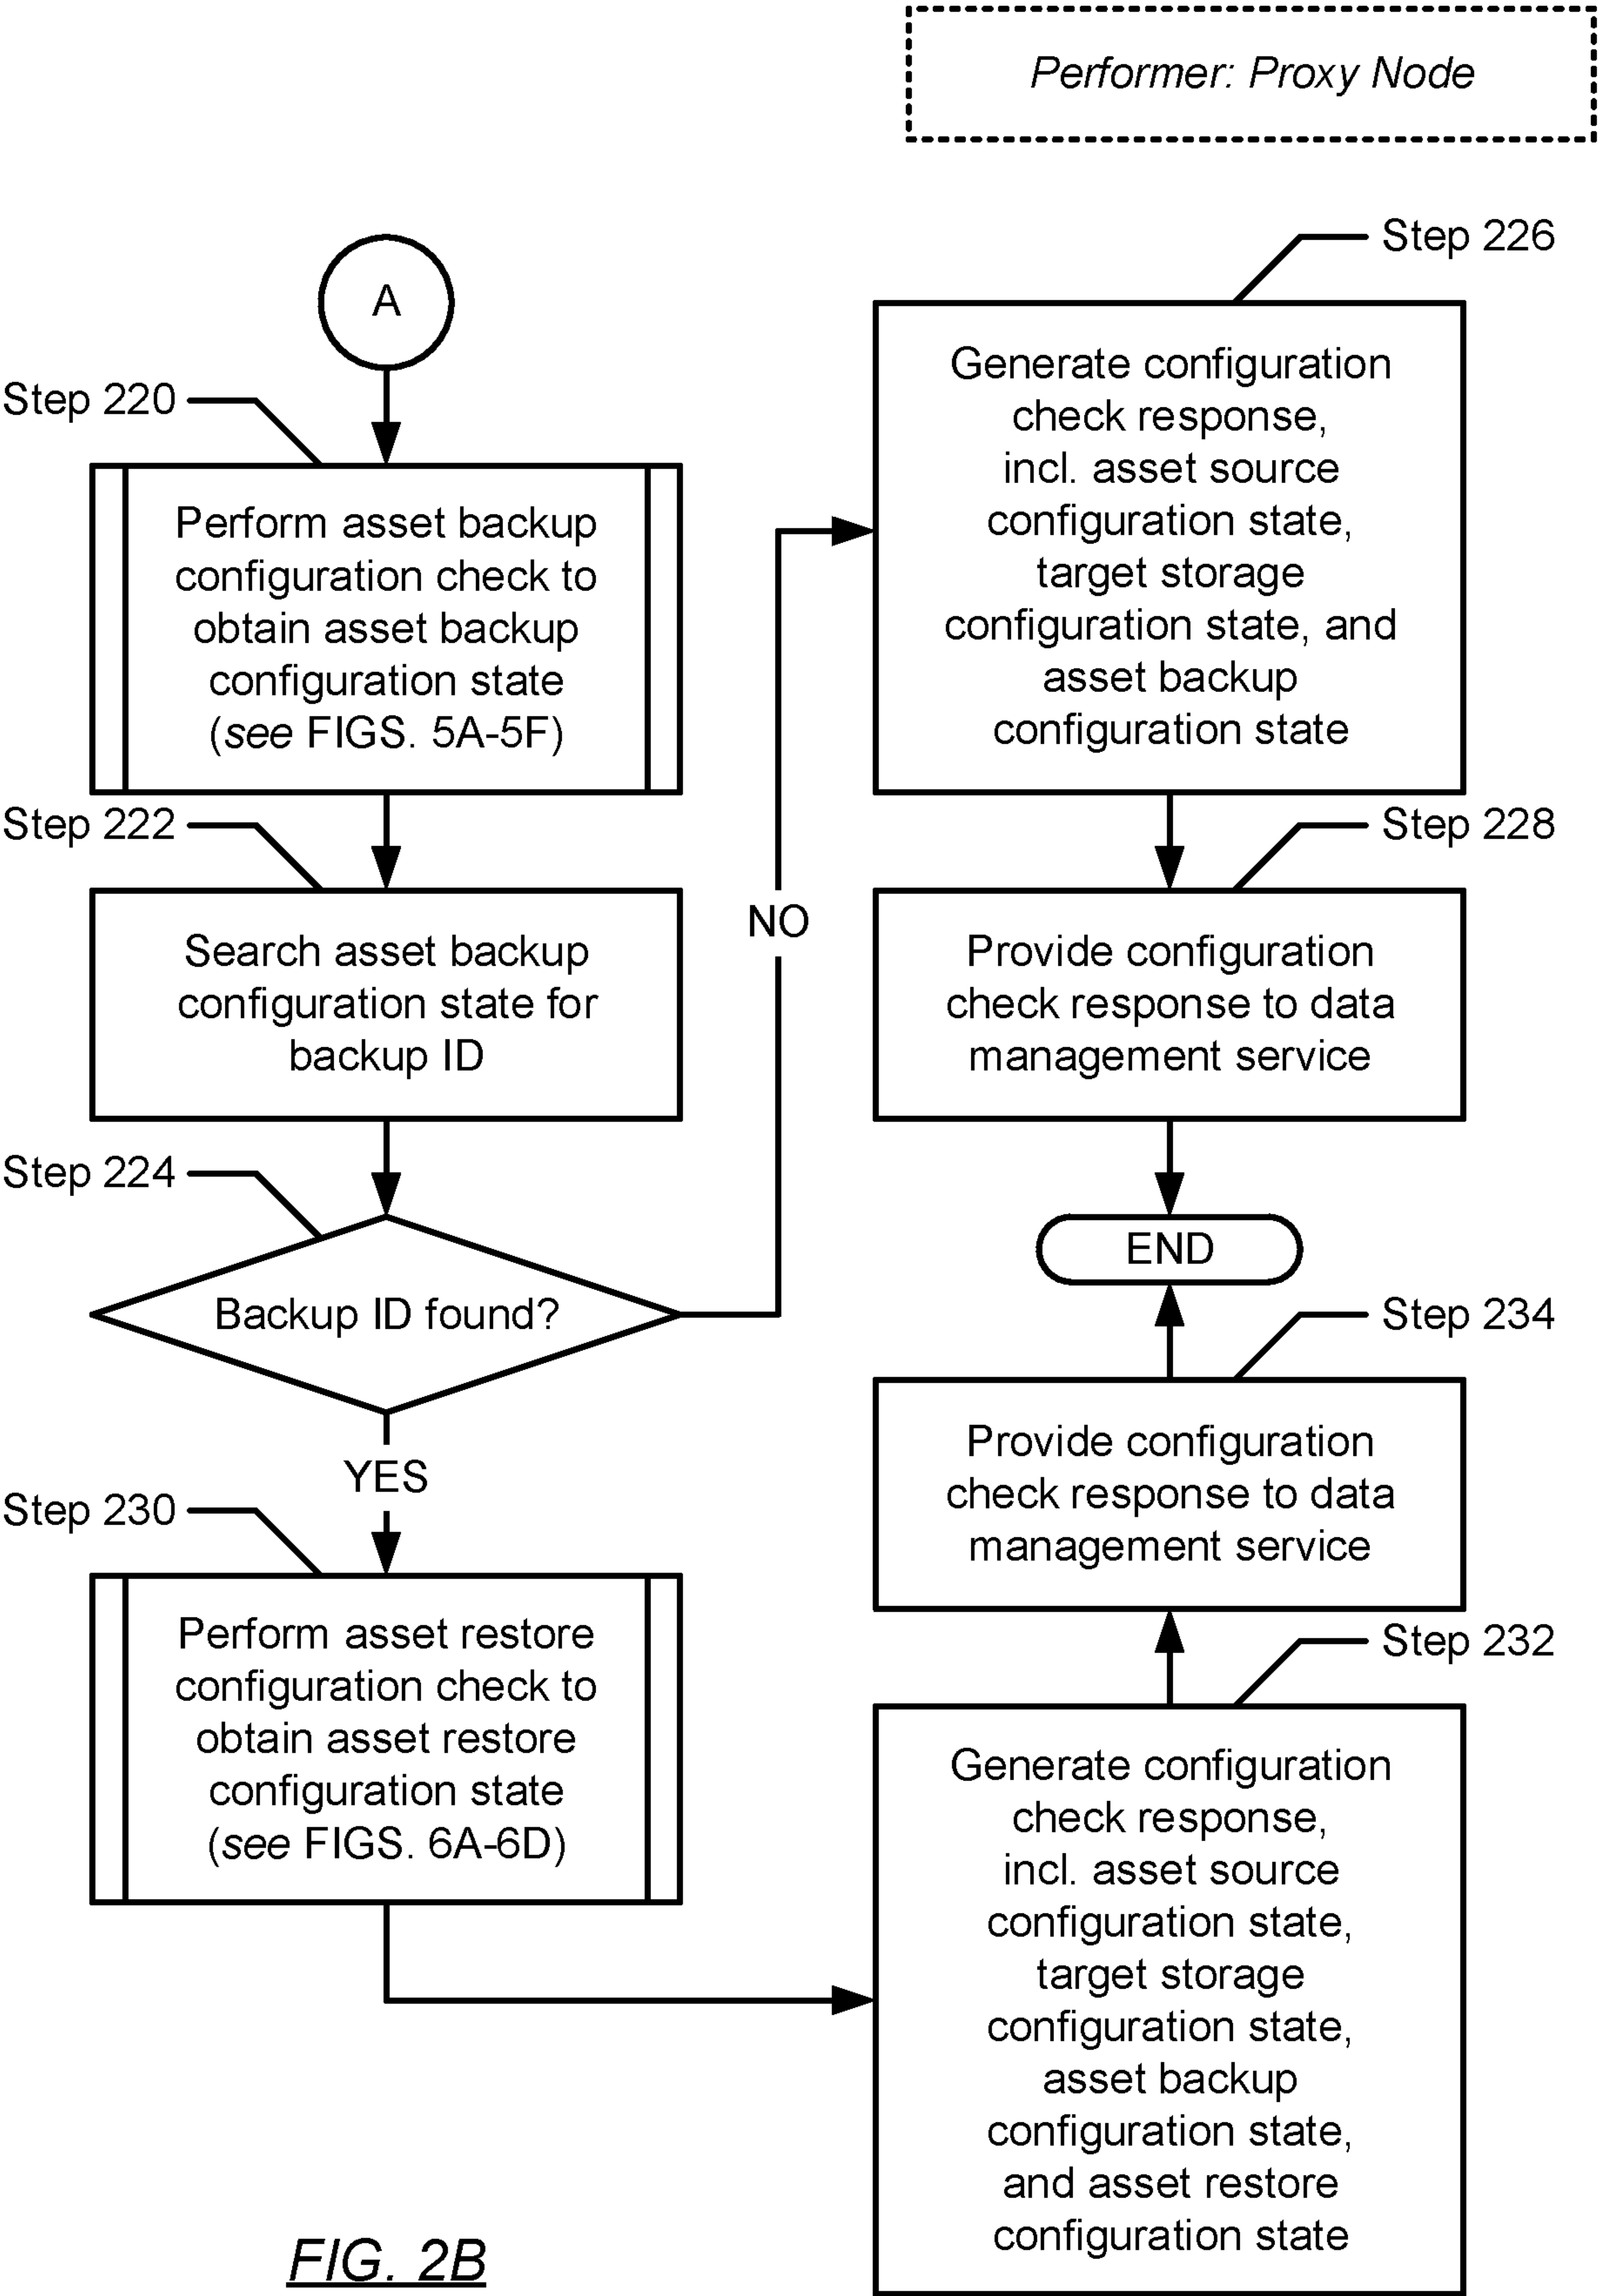 Performer: Proxy Node
A
Step 220
Perform asset backup
configuration check to
obtain asset backup
configuration state
(see FIGS. 5A-5F)
Step 222
Search asset backup
configuration state for
backup ID
Step 224
Backup ID found?
NO
YES
Step 226
Generate configuration
check response,
incl. asset source
configuration state,
target storage
configuration state, and
asset backup
configuration state
Step 228
Provide configuration
check response to data
management service
END
Step 230
Perform asset restore
configuration check to
obtain asset restore
configuration state
(see FIGS. 6A-6D)
Step 234
Provide configuration
check response to data
management service
Step 232
Generate configuration
check response,
incl. asset source
configuration state,
target storage
configuration state,
asset backup
configuration state,
and asset restore
configuration state
FIG. 2B